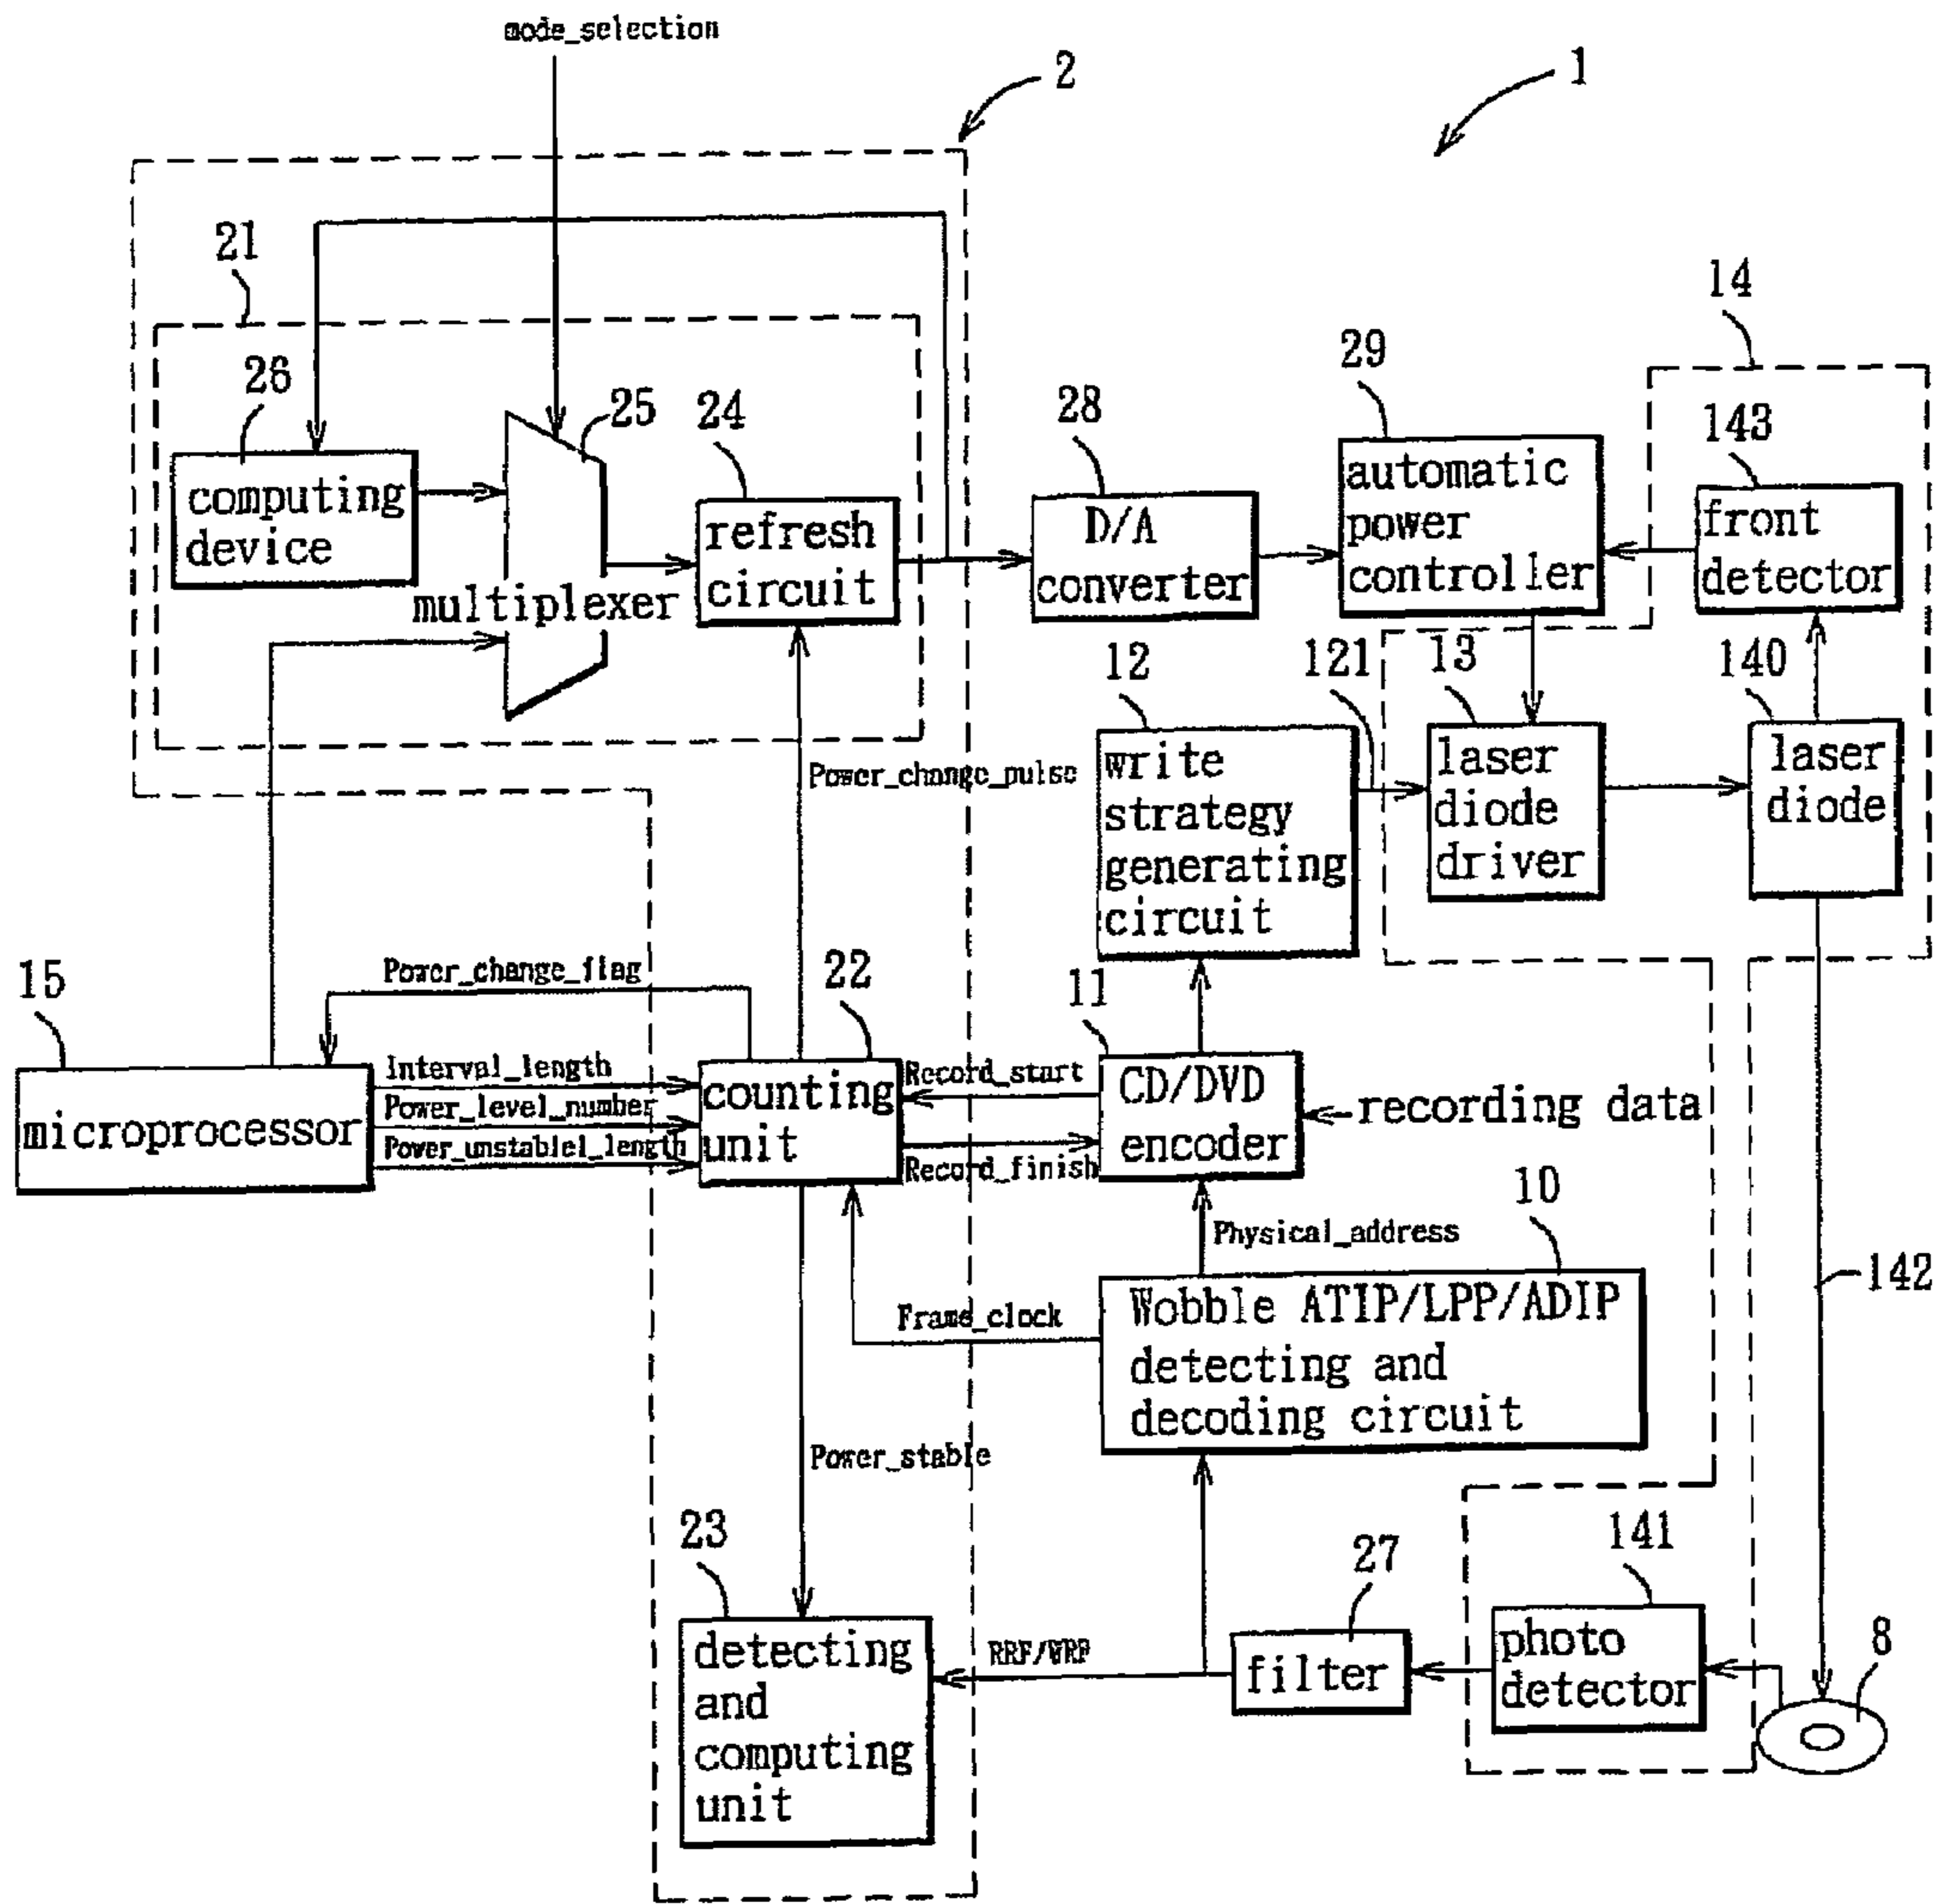 mode_selection
2
1
21
14
26
25
24
28
29
143
computing
device
multiplexer
refresh
circuit
D/A
converter
automatic
power
controller
front
detector
12
121
13
140
Power_change_pulse
write
strategy
generating
circuit
laser
diode
driver
laser
diode
15
Power_change_flag
22
11
microprocessor
Interval_length
Power_level_number
Power_unstablel_length
counting
unit
Record_start
Record_finish
CD/DVD
encoder
recording data
10
Physical_address
142
Frame_clock
Wobble ATIP/LPP/ADIP
detecting and
decoding circuit
Power_stable
23
27
141
8
detecting
and
computing
unit
RRF/WRF
filter
photo
detector